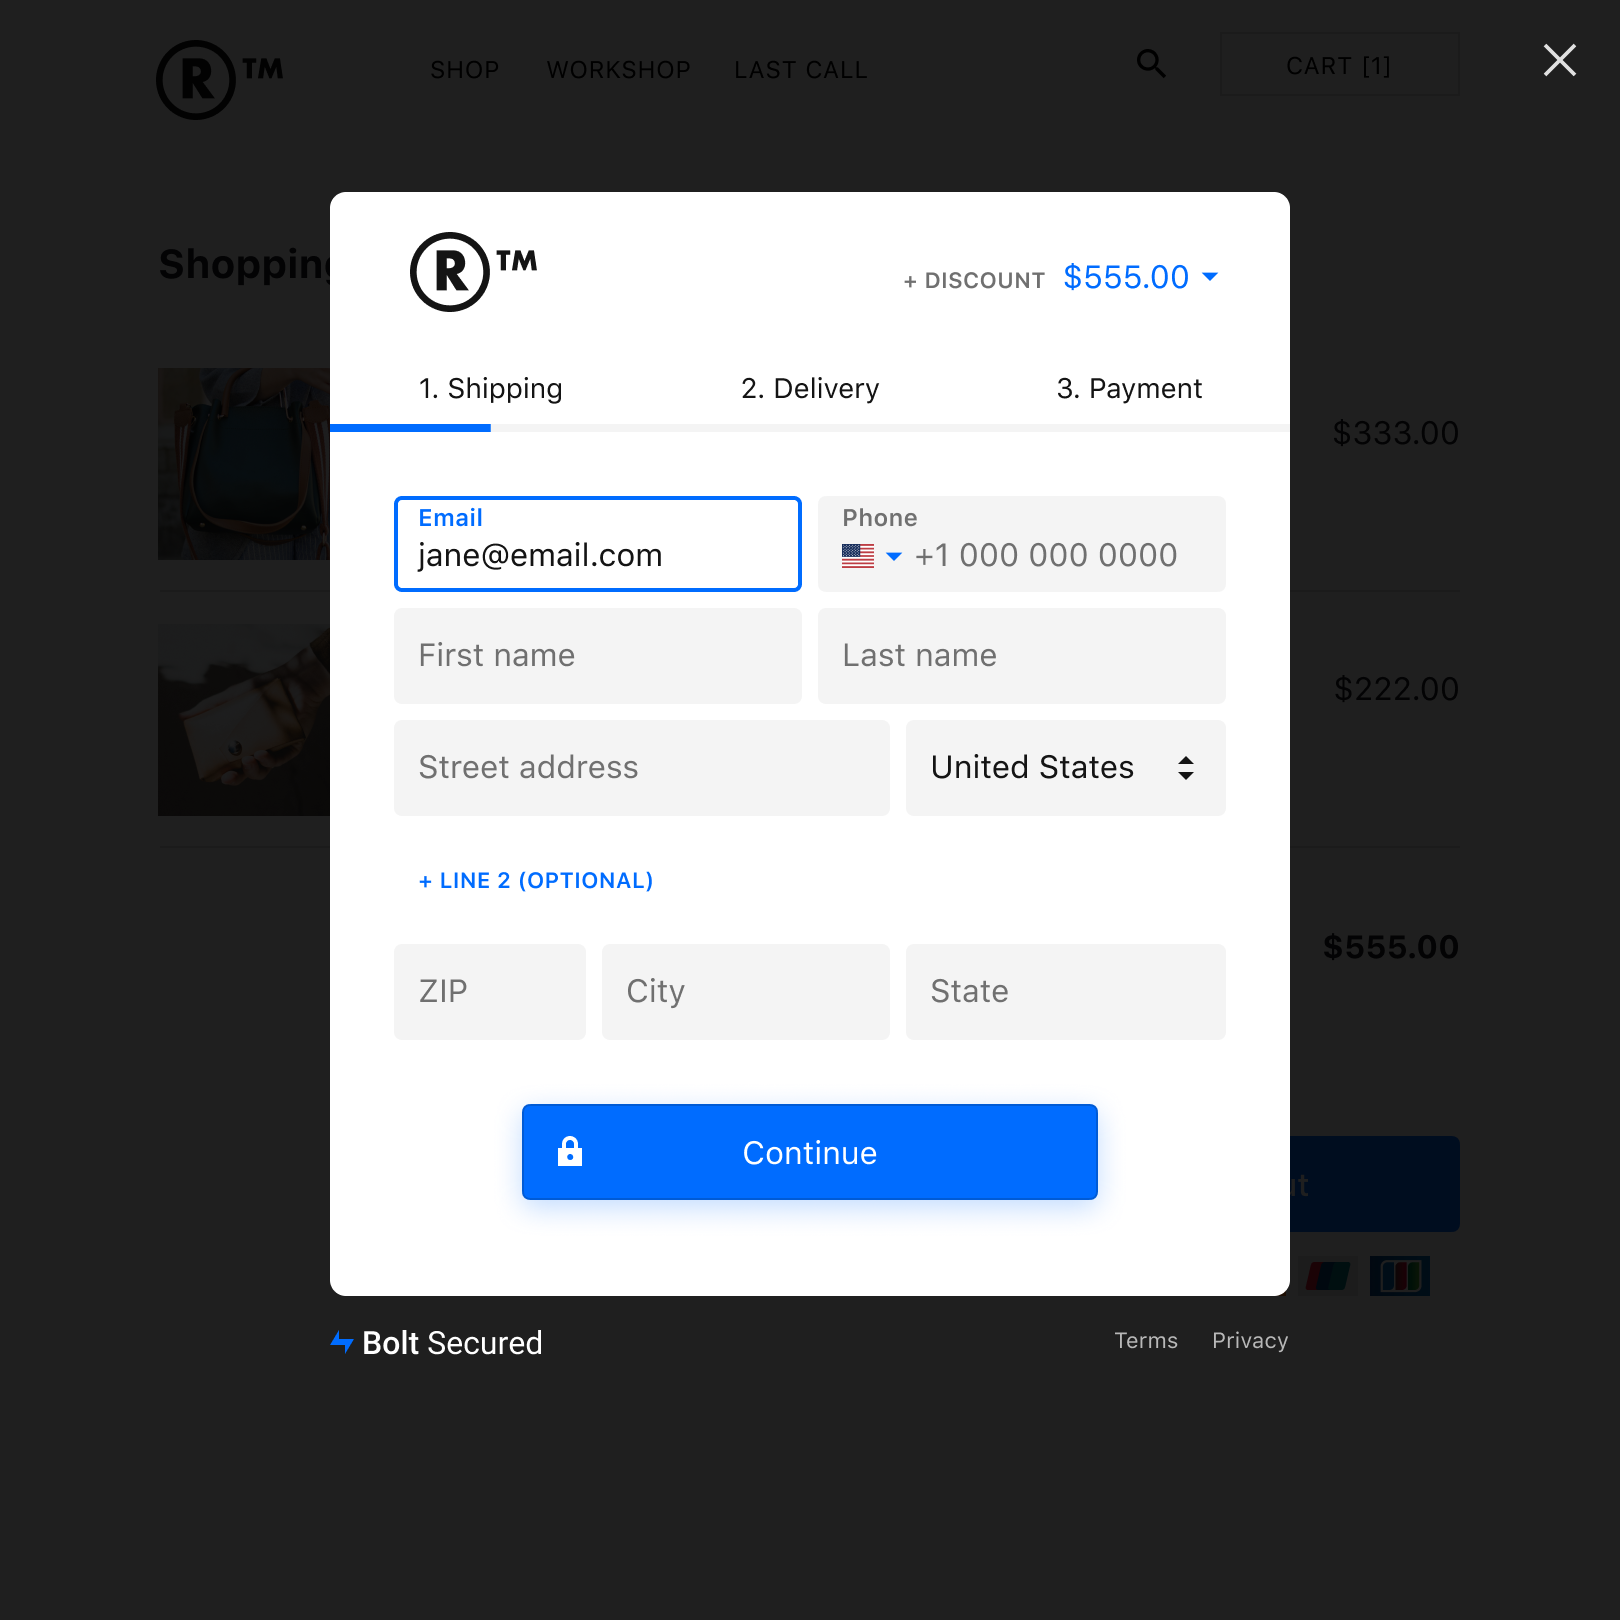 R TM
SHOP WORKSHOP LAST CALL
CART [1]
Shopping
R TM
+ DISCOUNT $555.00
1. Shipping 2. Delivery 3. Payment
$333.00
Email
jane@email.com
Phone
+1 000 000 0000
First name Last name
$222.00
Street address United States
+ LINE 2 (OPTIONAL)
$555.00
ZIP City State
Continue
Bolt Secured
Terms Privacy